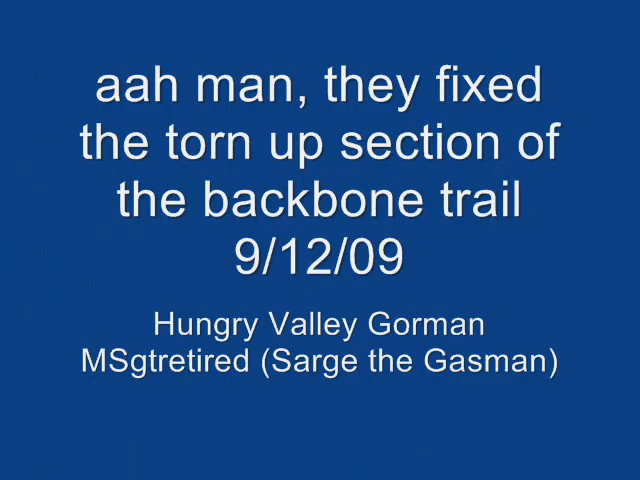 aah man, they fixed
the torn up section of
the backbone trail
9/12/09
Hungry Valley Gorman
MSgtretired (Sarge the Gasman)